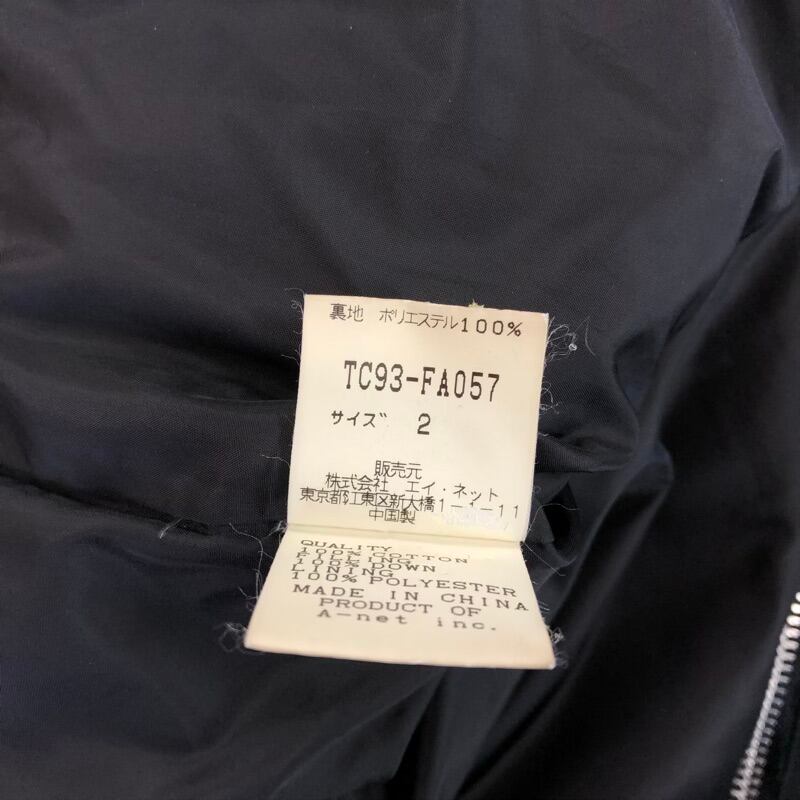 裏地 ポリエステル100%
TC93-FA057
サイズ 2
販売元
株式会社 エイ・ネット
東京都江東区新大橋1-1-11
中国製
QUALITY
100% COTTON
FILLING
100% DOWN
LINING
100% POLYESTER
MADE IN CHINA
PRODUCT OF
A-net inc.